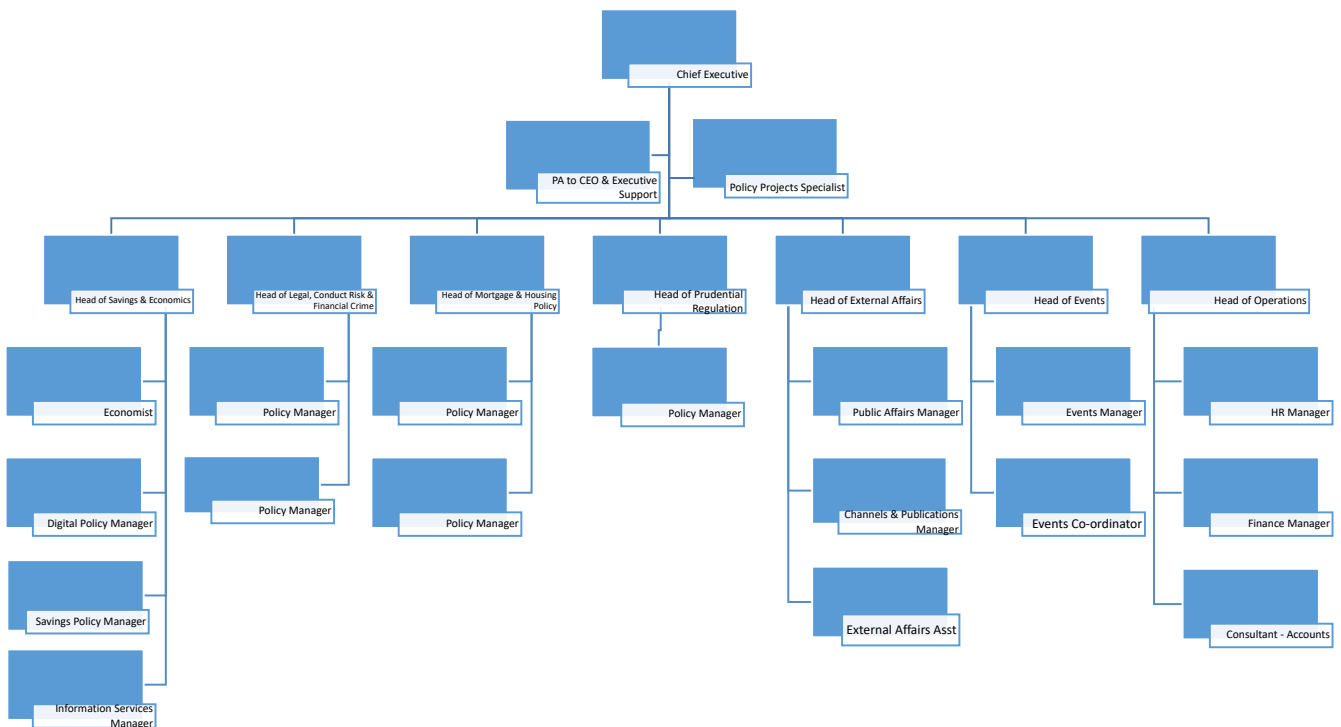 Chief Executive
PA to CEO & Executive
Support
Policy Projects Specialist
Head of Savings & Economics
Head of Legal, Conduct Risk &
Financial Crime
Head of Mortgage & Housing
Policy
Head of Prudential
Regulation
Head of External Affairs
Head of Events
Head of Operations
Economist
Policy Manager
Policy Manager
Policy Manager
Public Affairs Manager
Events Manager
HR Manager
Digital Policy Manager
Policy Manager
Policy Manager
Channels & Publications
Manager
Events Co-ordinator
Finance Manager
Savings Policy Manager
External Affairs Asst
Consultant - Accounts
Information Services
Manager